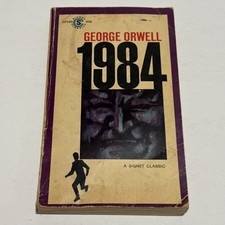 GEORGE ORWELL
1984
A SIGNET CLASSIC